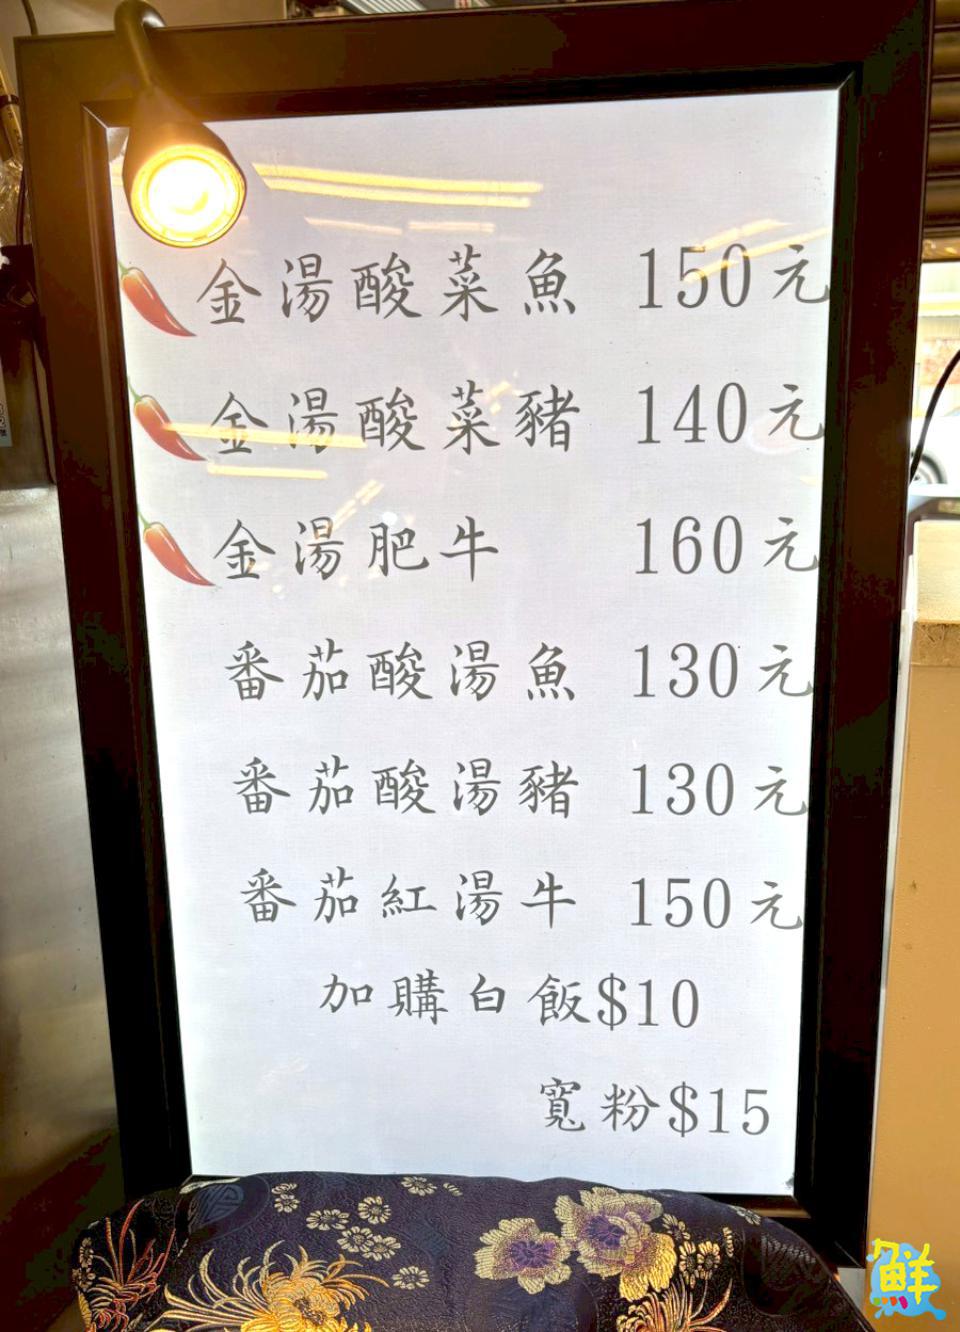 金湯酸菜魚 150元
金湯酸菜豬 140元
金湯肥牛 160元
番茄酸湯魚 130元
番茄酸湯豬 130元
番茄紅湯牛 150元
加購白飯$10
寬粉$15
鮮